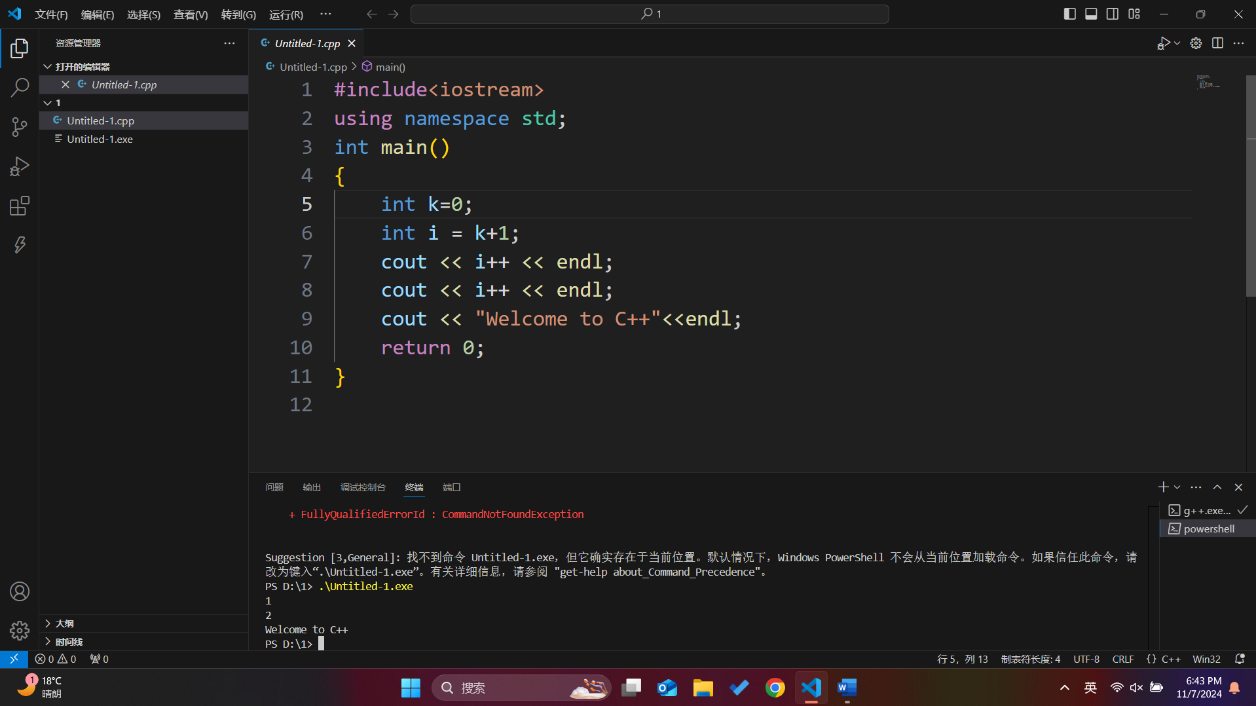 文件(F) 编辑(E) 选择(S) 查看(V) 转到(G) 运行(R) ··· 1
资源管理器 ···
打开的编辑器
Untitled-1.cpp
1
Untitled-1.cpp
Untitled-1.exe
大纲
时间线
Untitled-1.cpp
Untitled-1.cpp > main()
1 #include<iostream>
2 using namespace std;
3 int main()
4 {
5 int k=0;
6 int i = k+1;
7 cout << i++ << endl;
8 cout << i++ << endl;
9 cout << "Welcome to C++"<<endl;
10 return 0;
11 }
12
问题 输出 调试控制台 终端 端口
+ FullyQualifiedErrorId : CommandNotFoundException
Suggestion [3,General]: 找不到命令 Untitled-1.exe，但它确实存在于当前位置。默认情况下，Windows PowerShell 不会从当前位置加载命令。如果信任此命令，请
改为键入“.\Untitled-1.exe”。有关详细信息，请参阅 "get-help about_Command_Precedence"。
PS D:\1> .\Untitled-1.exe
1
2
Welcome to C++
PS D:\1>
g++.exe...
powershell
0 0 0 行 5，列 13 制表符长度: 4 UTF-8 CRLF {} C++ Win32
1 18°C
晴朗
搜索
英
6:43 PM
11/7/2024